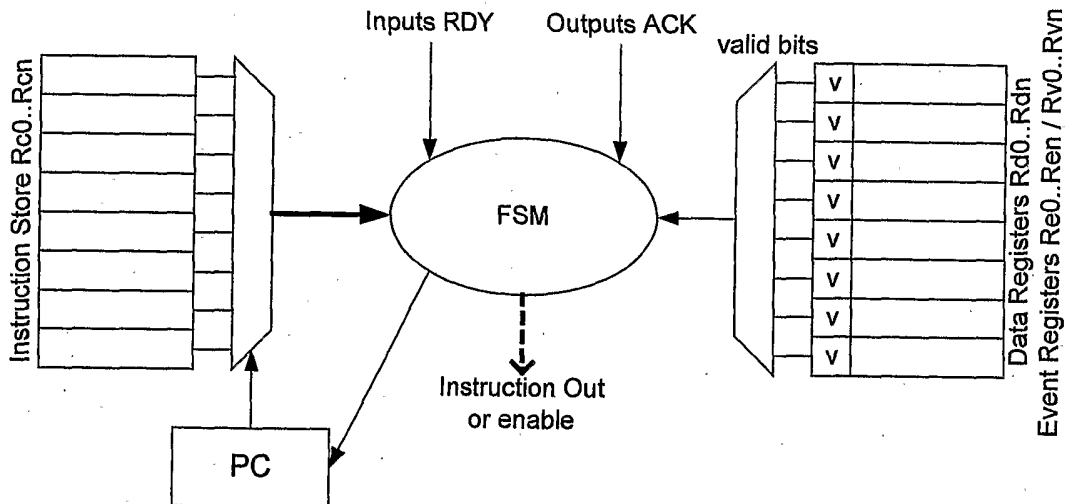 Inputs RDY
Outputs ACK
valid bits
Instruction Store Rc0..Rcn
FSM
V
V
V
V
V
V
V
V
Data Registers Rd0..Rdn
Event Registers Re0..Ren / Rv0..Rvn
Instruction Out
or enable
PC